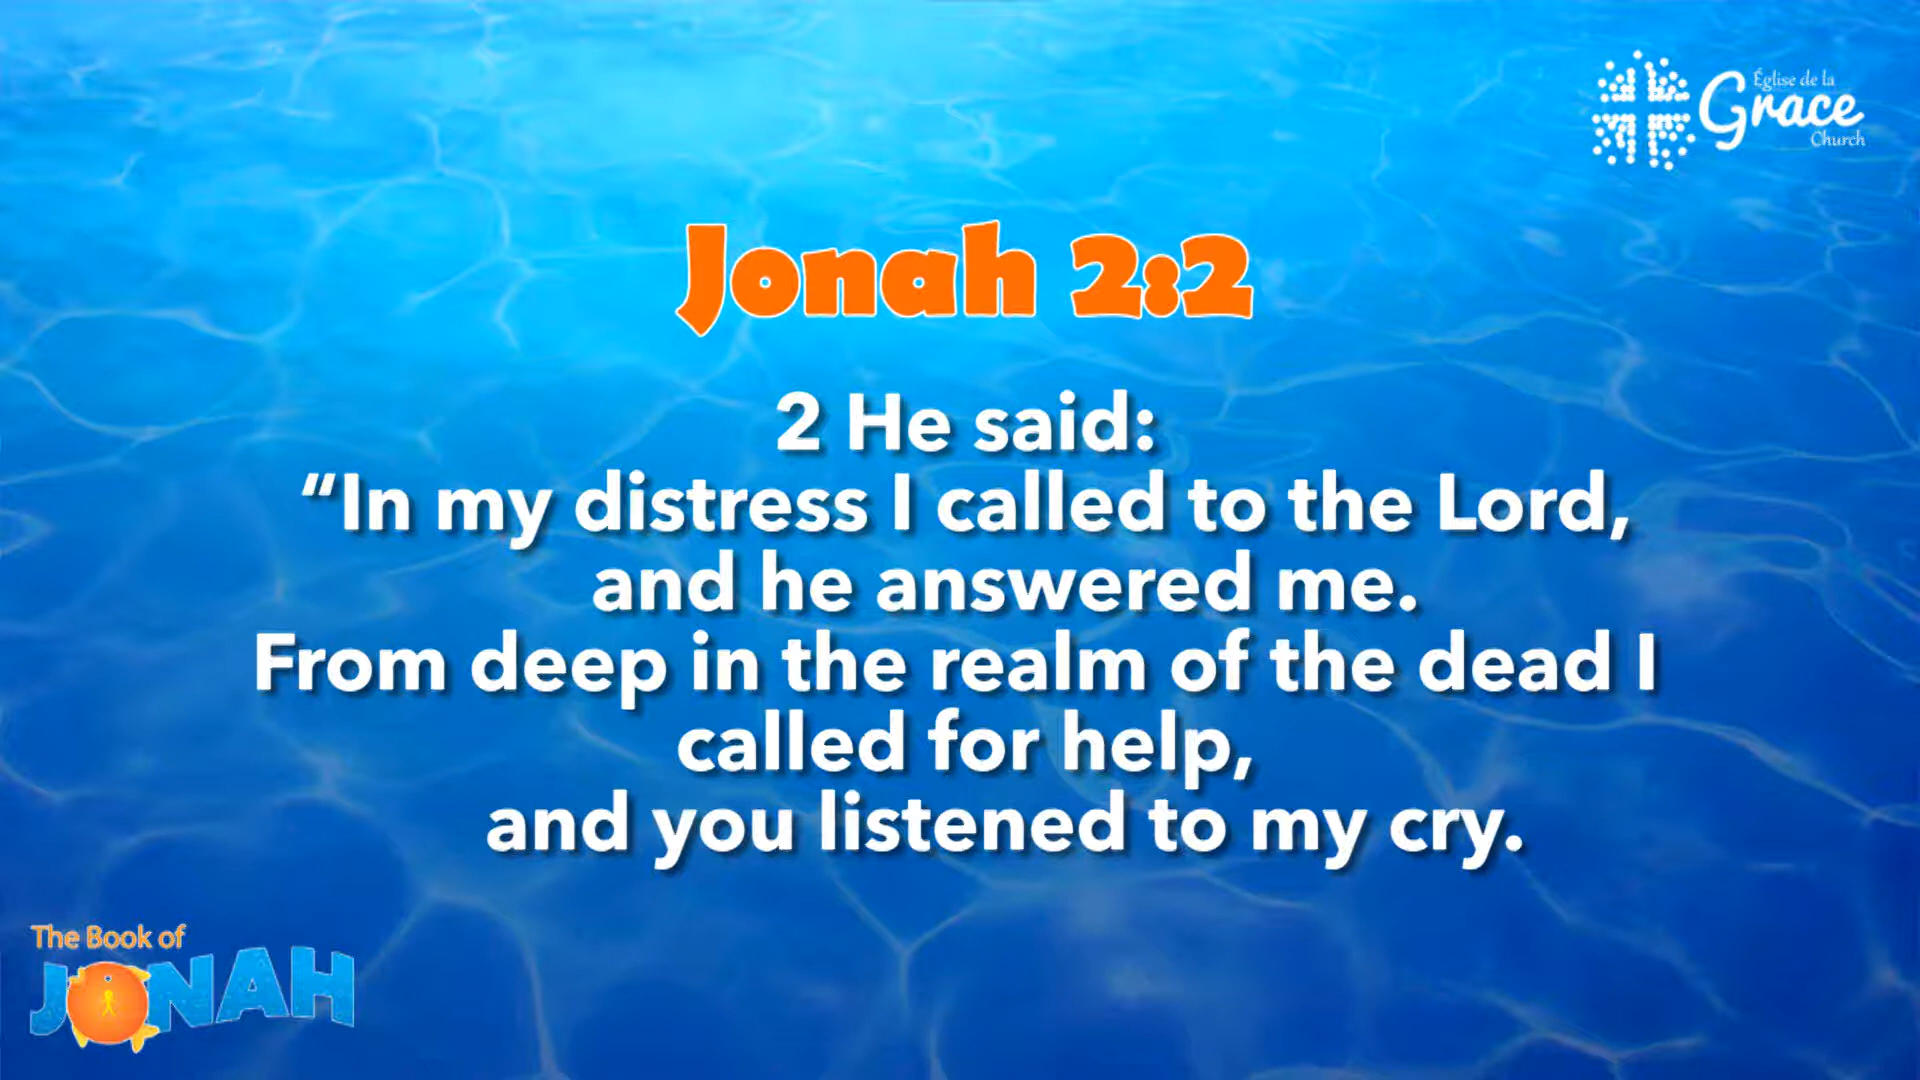 Église de la
Grace
Church
Jonah 2:2
2 He said:
“In my distress I called to the Lord,
and he answered me.
From deep in the realm of the dead I
called for help,
and you listened to my cry.
The Book of
JONAH